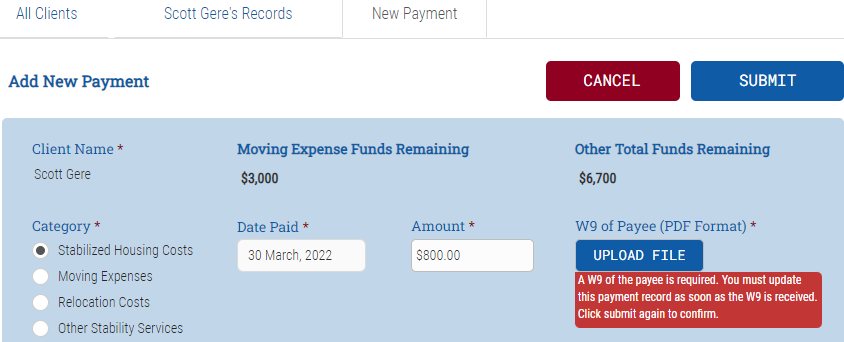 All Clients Scott Gere's Records New Payment
Add New Payment CANCEL SUBMIT
Client Name * Moving Expense Funds Remaining Other Total Funds Remaining
Scott Gere $3,000 $6,700
Category * Date Paid * Amount * W9 of Payee (PDF Format) *
Stabilized Housing Costs 30 March, 2022 $800.00 UPLOAD FILE
Moving Expenses
Relocation Costs
Other Stability Services
A W9 of the payee is required. You must update
this payment record as soon as the W9 is received.
Click submit again to confirm.